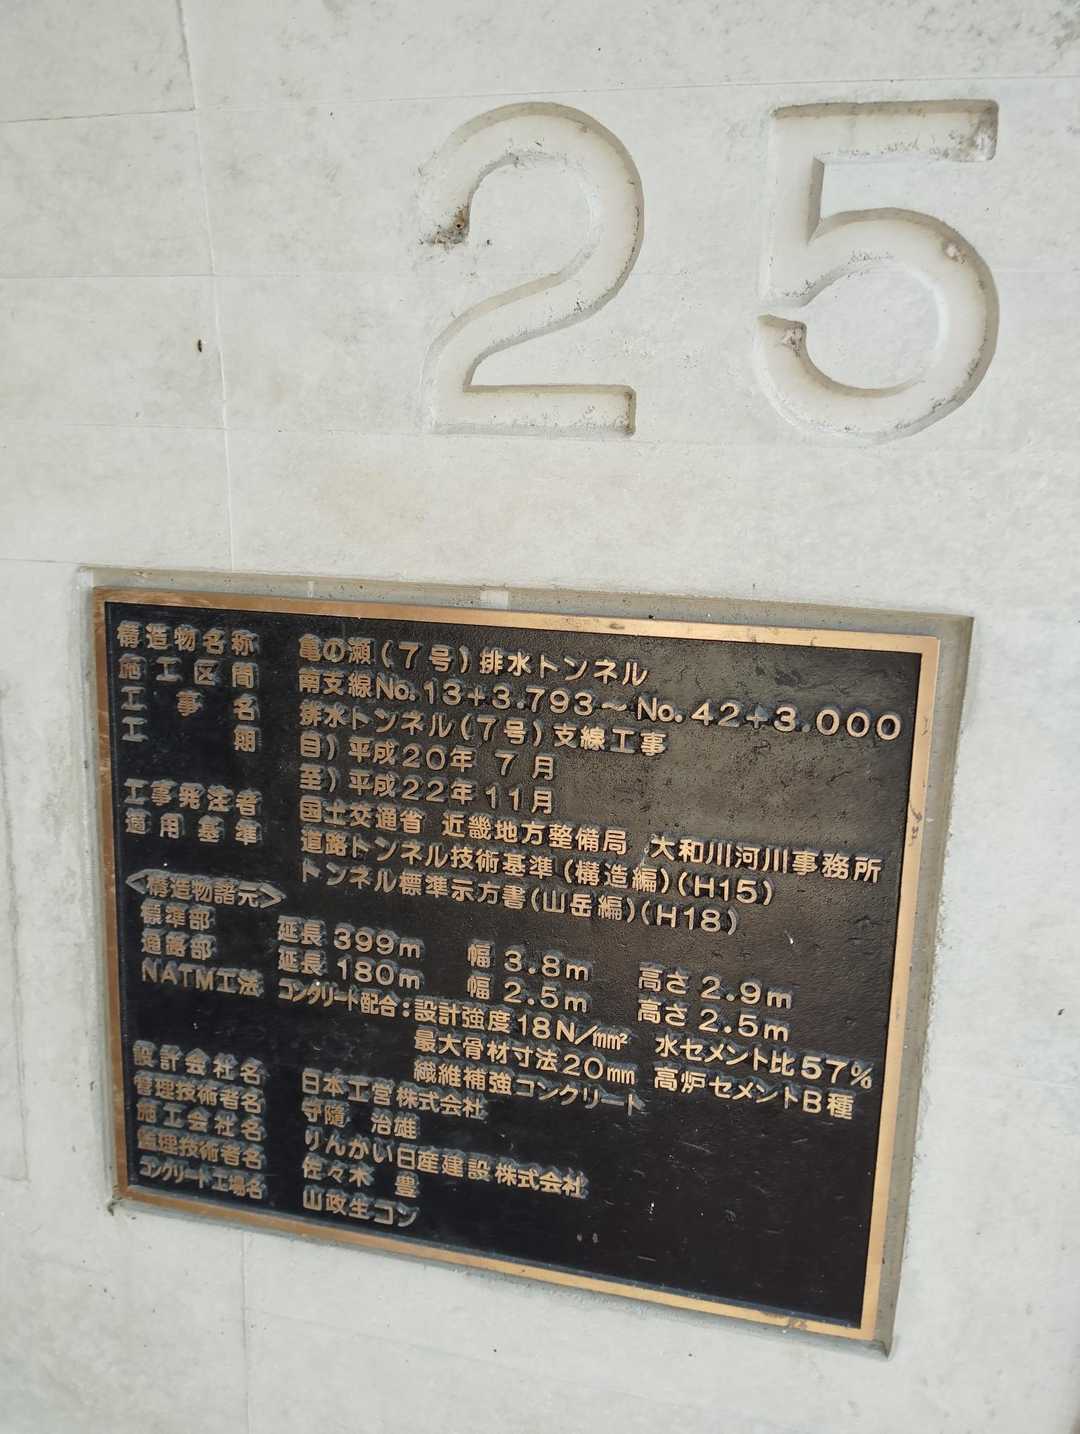 25
構造物名称 亀の瀬(7号)排水トンネル
施工区間 南支線No.13+3.793～No.42+3.000
工事名 排水トンネル(7号)支線工事
工期 自)平成20年 7月
至)平成22年11月
工事発注者 国土交通省 近畿地方整備局 大和川河川事務所
適用基準 道路トンネル技術基準(構造編)(H15)
トンネル標準示方書(山岳編)(H18)
<構造物諸元>
標準部 延長 399m 幅 3.8m 高さ 2.9m
通路部 延長 180m 幅 2.5m 高さ 2.5m
NATM工法 コンクリート配合:設計強度18N/mm² 水セメント比57%
最大骨材寸法20mm 高炉セメントB種
繊維補強コンクリート
設計会社名 日本工営株式会社
管理技術者名 守隨 治雄
施工会社名 りんかい日産建設株式会社
監理技術者名 佐々木 豊
コンクリート工場名 山政生コン